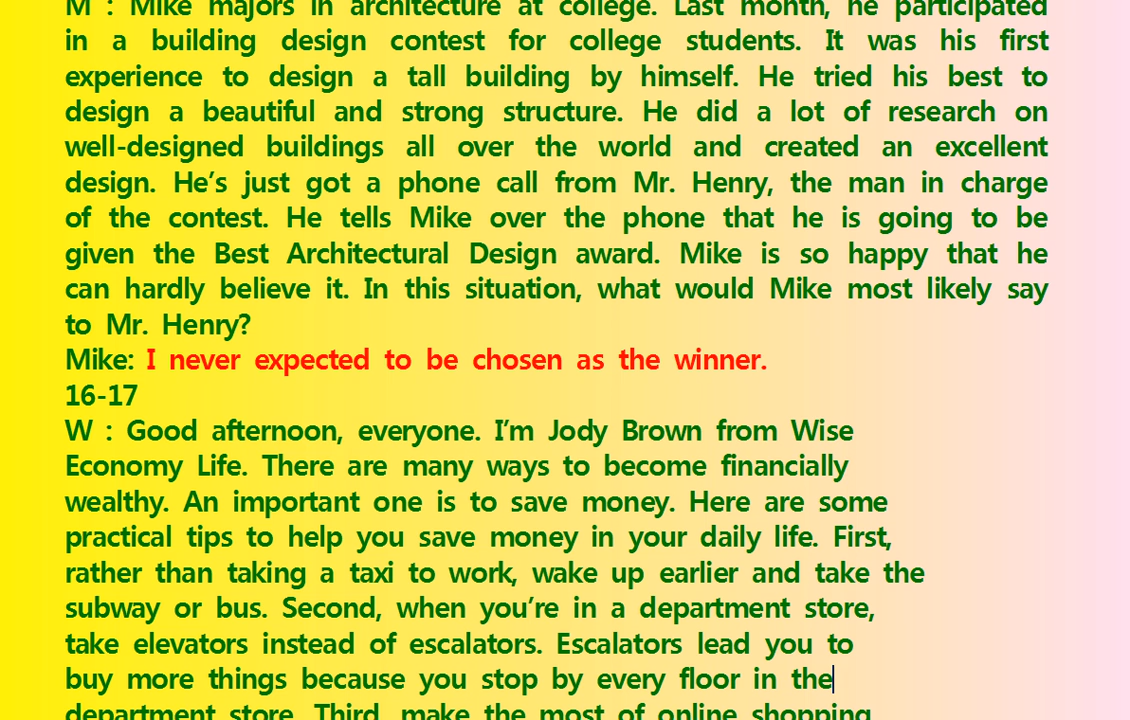 M : Mike majors in architecture at college. Last month, he participated
in a building design contest for college students. It was his first
experience to design a tall building by himself. He tried his best to
design a beautiful and strong structure. He did a lot of research on
well-designed buildings all over the world and created an excellent
design. He's just got a phone call from Mr. Henry, the man in charge
of the contest. He tells Mike over the phone that he is going to be
given the Best Architectural Design award. Mike is so happy that he
can hardly believe it. In this situation, what would Mike most likely say
to Mr. Henry?
Mike: I never expected to be chosen as the winner.
16-17
W : Good afternoon, everyone. I'm Jody Brown from Wise
Economy Life. There are many ways to become financially
wealthy. An important one is to save money. Here are some
practical tips to help you save money in your daily life. First,
rather than taking a taxi to work, wake up earlier and take the
subway or bus. Second, when you're in a department store,
take elevators instead of escalators. Escalators lead you to
buy more things because you stop by every floor in the
department store. Third, make the most of online shopping